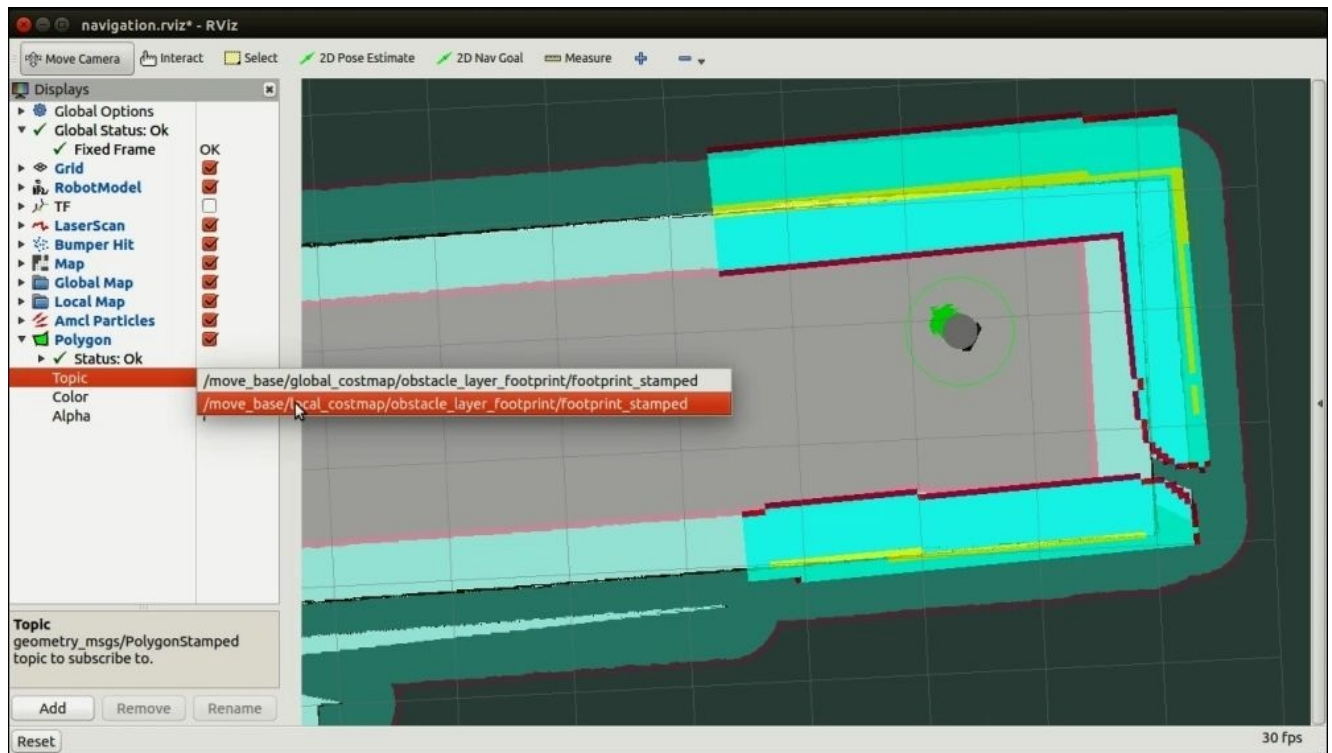 navigation.rviz* - RViz
Move Camera Interact Select 2D Pose Estimate 2D Nav Goal Measure
Displays
Global Options
Global Status: Ok
Fixed Frame OK
Grid
RobotModel
TF
LaserScan
Bumper Hit
Map
Global Map
Local Map
Amcl Particles
Polygon
Status: Ok
Topic /move_base/global_costmap/obstacle_layer_footprint/footprint_stamped
Color /move_base/local_costmap/obstacle_layer_footprint/footprint_stamped
Alpha
Topic
geometry_msgs/PolygonStamped
topic to subscribe to.
Add Remove Rename
Reset 30 fps